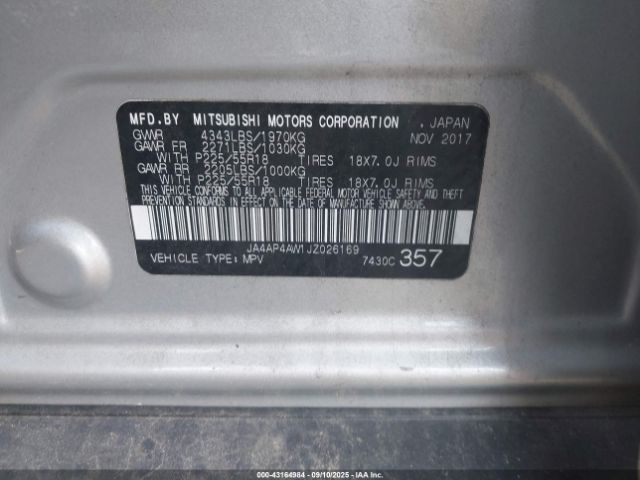 MFD.BY MITSUBISHI MOTORS CORPORATION , JAPAN
GVWR 4343LBS/1970KG NOV 2017
GAWR FR 2271LBS/1030KG
WITH P225/55R18 TIRES 18X7.0J RIMS
GAWR RR 2205LBS/1000KG
WITH P225/55R18 TIRES 18X7.0J RIMS
THIS VEHICLE CONFORMS TO ALL APPLICABLE FEDERAL MOTOR VEHICLE SAFETY AND THEFT
PREVENTION STANDARDS IN EFFECT ON THE DATE OF MANUFACTURE SHOWN ABOVE.
JA4AP4AW1JZ026169
VEHICLE TYPE: MPV 7430C 357
000-43164984 - 09/10/2025 - Copyright IAA, LLC